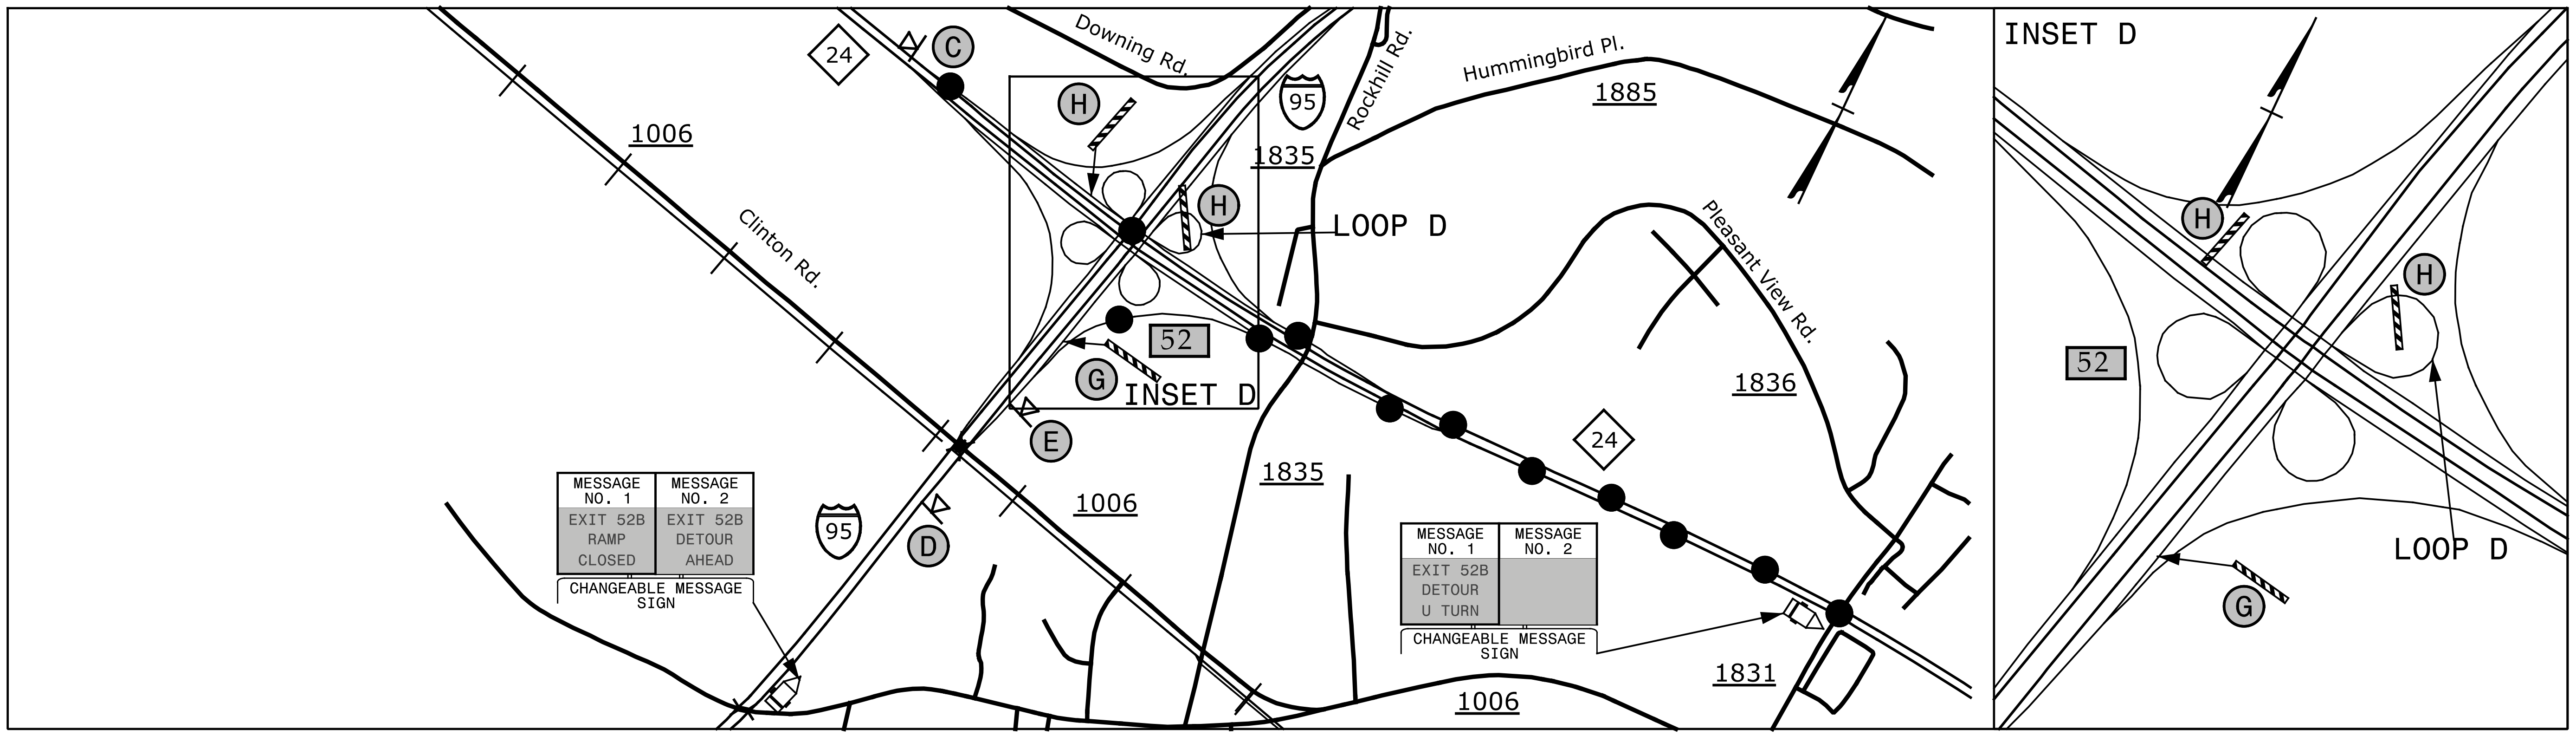 INSET D
Downing Rd.
24
C
Rockhill Rd.
Hummingbird Pl.
H
95
1885
1006
1835
H
H
Clinton Rd.
LOOP D
Pleasant View Rd.
H
52
52
G
INSET D
1836
E
24
1835
1006
MESSAGE
NO. 1
MESSAGE
NO. 2
EXIT 52B
RAMP
CLOSED
EXIT 52B
DETOUR
AHEAD
CHANGEABLE MESSAGE
SIGN
95
D
MESSAGE
NO. 1
MESSAGE
NO. 2
EXIT 52B
DETOUR
U TURN
CHANGEABLE MESSAGE
SIGN
LOOP D
G
1831
1006